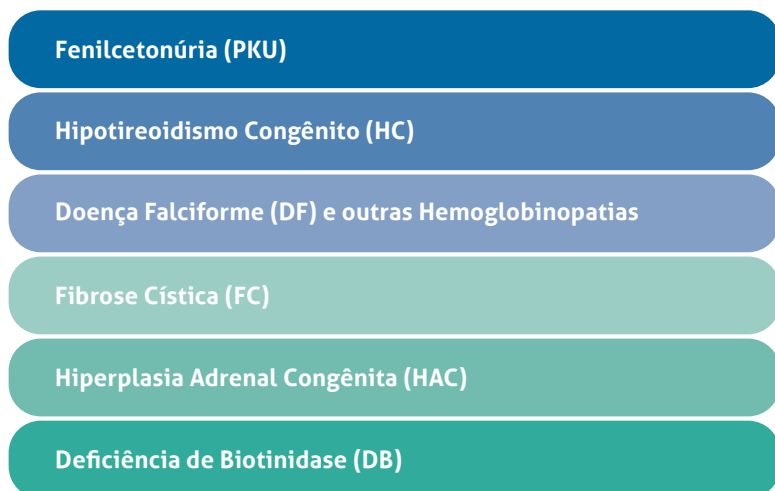 Fenilcetonúria (PKU)
Hipotireoidismo Congênito (HC)
Doença Falciforme (DF) e outras Hemoglobinopatias
Fibrose Cística (FC)
Hiperplasia Adrenal Congênita (HAC)
Deficiência de Biotinidase (DB)